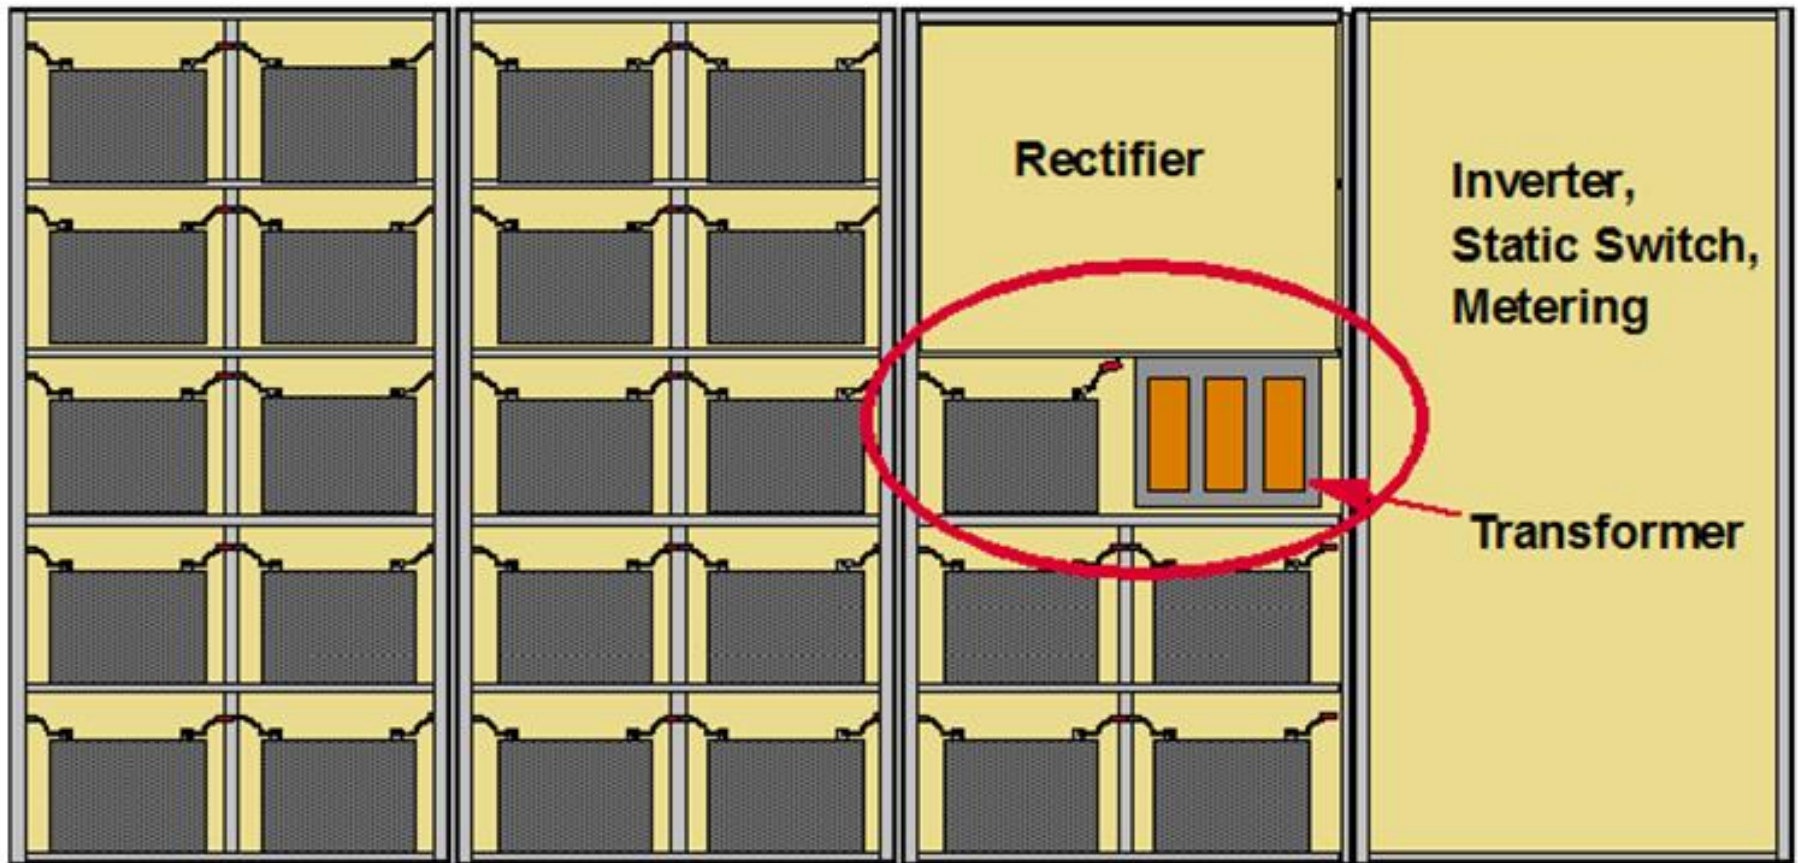 Rectifier
Inverter,
Static Switch,
Metering
Transformer